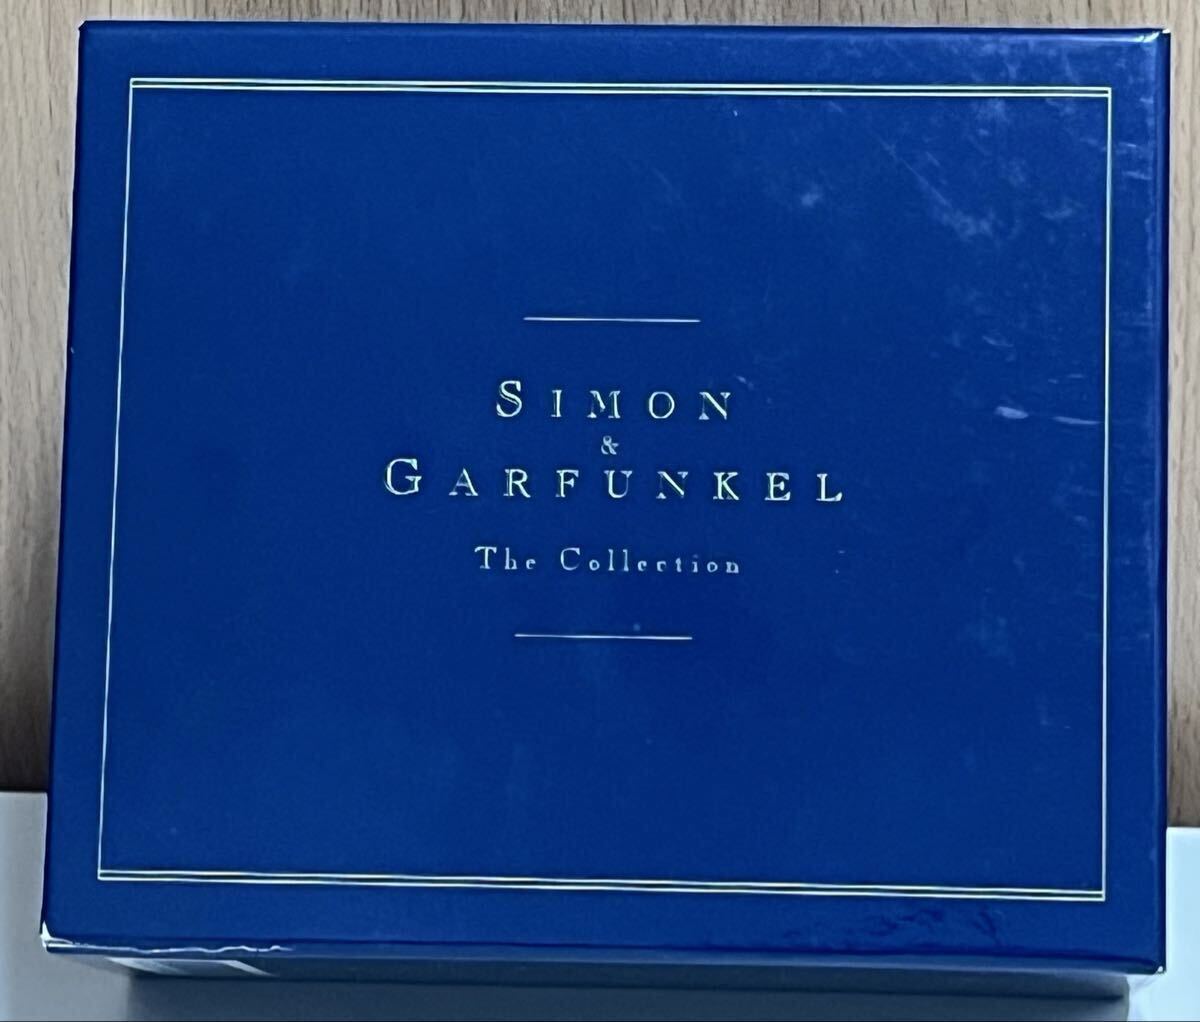 SIMON
&
GARFUNKEL
The Collection